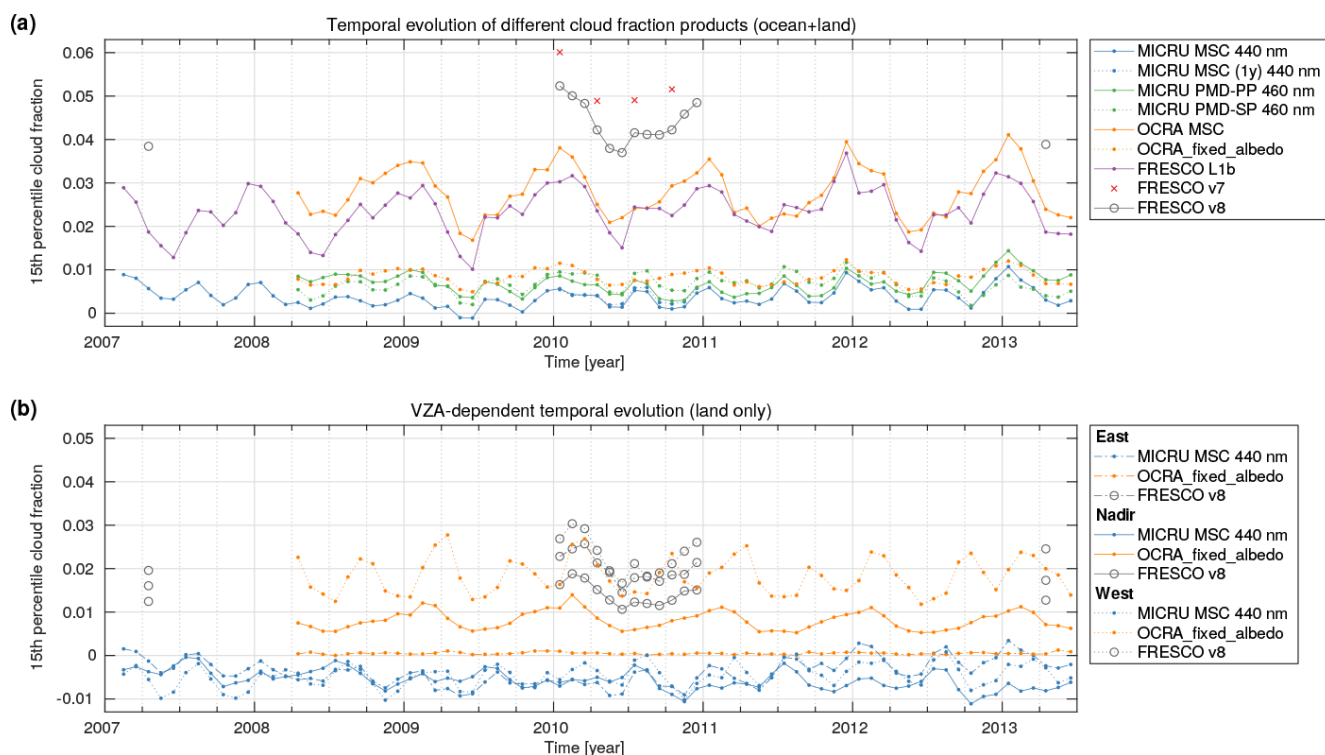 (a)
Temporal evolution of different cloud fraction products (ocean+land)
15th percentile cloud fraction
0.06
0.05
0.04
0.03
0.02
0.01
0
2007
2008
2009
2010
2011
2012
2013
Time [year]
MICRU MSC 440 nm
MICRU MSC (1y) 440 nm
MICRU PMD-PP 460 nm
MICRU PMD-SP 460 nm
OCRA MSC
OCRA_fixed_albedo
FRESCO L1b
FRESCO v7
FRESCO v8
(b)
VZA-dependent temporal evolution (land only)
15th percentile cloud fraction
0.05
0.04
0.03
0.02
0.01
0
-0.01
2007
2008
2009
2010
2011
2012
2013
Time [year]
East
MICRU MSC 440 nm
OCRA_fixed_albedo
FRESCO v8
Nadir
MICRU MSC 440 nm
OCRA_fixed_albedo
FRESCO v8
West
MICRU MSC 440 nm
OCRA_fixed_albedo
FRESCO v8